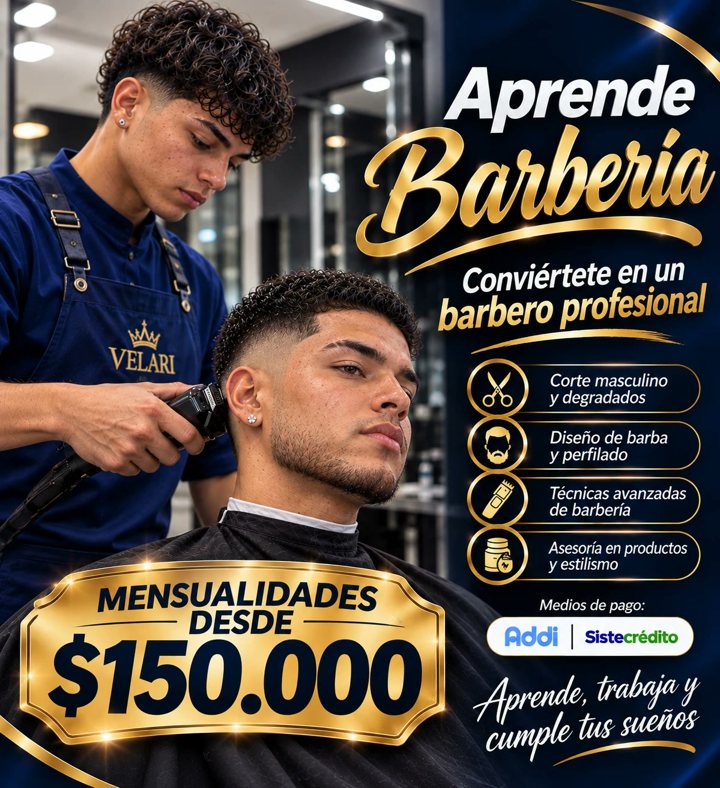 Aprende
Barbería
Conviértete en un
barbero profesional
Corte masculino
y degradados
Diseño de barba
y perfilado
Técnicas avanzadas
de barbería
Asesoría en productos
y estilismo
VELARI
MENSUALIDADES
DESDE
$150.000
Medios de pago:
Addi | Sistecrédito
Aprende, trabaja y
cumple tus sueños